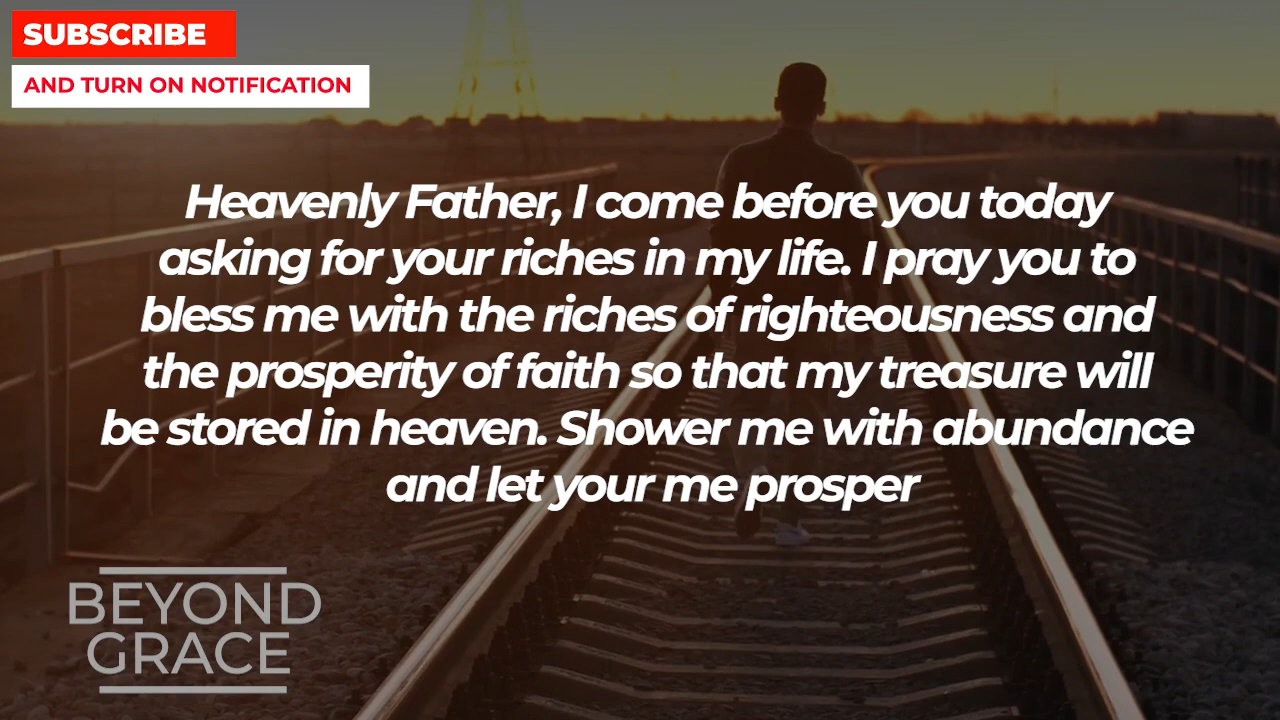 SUBSCRIBE
AND TURN ON NOTIFICATION
Heavenly Father, I come before you today
asking for your riches in my life. I pray you to
bless me with the riches of righteousness and
the prosperity of faith so that my treasure will
be stored in heaven. Shower me with abundance
and let your me prosper
BEYOND
GRACE